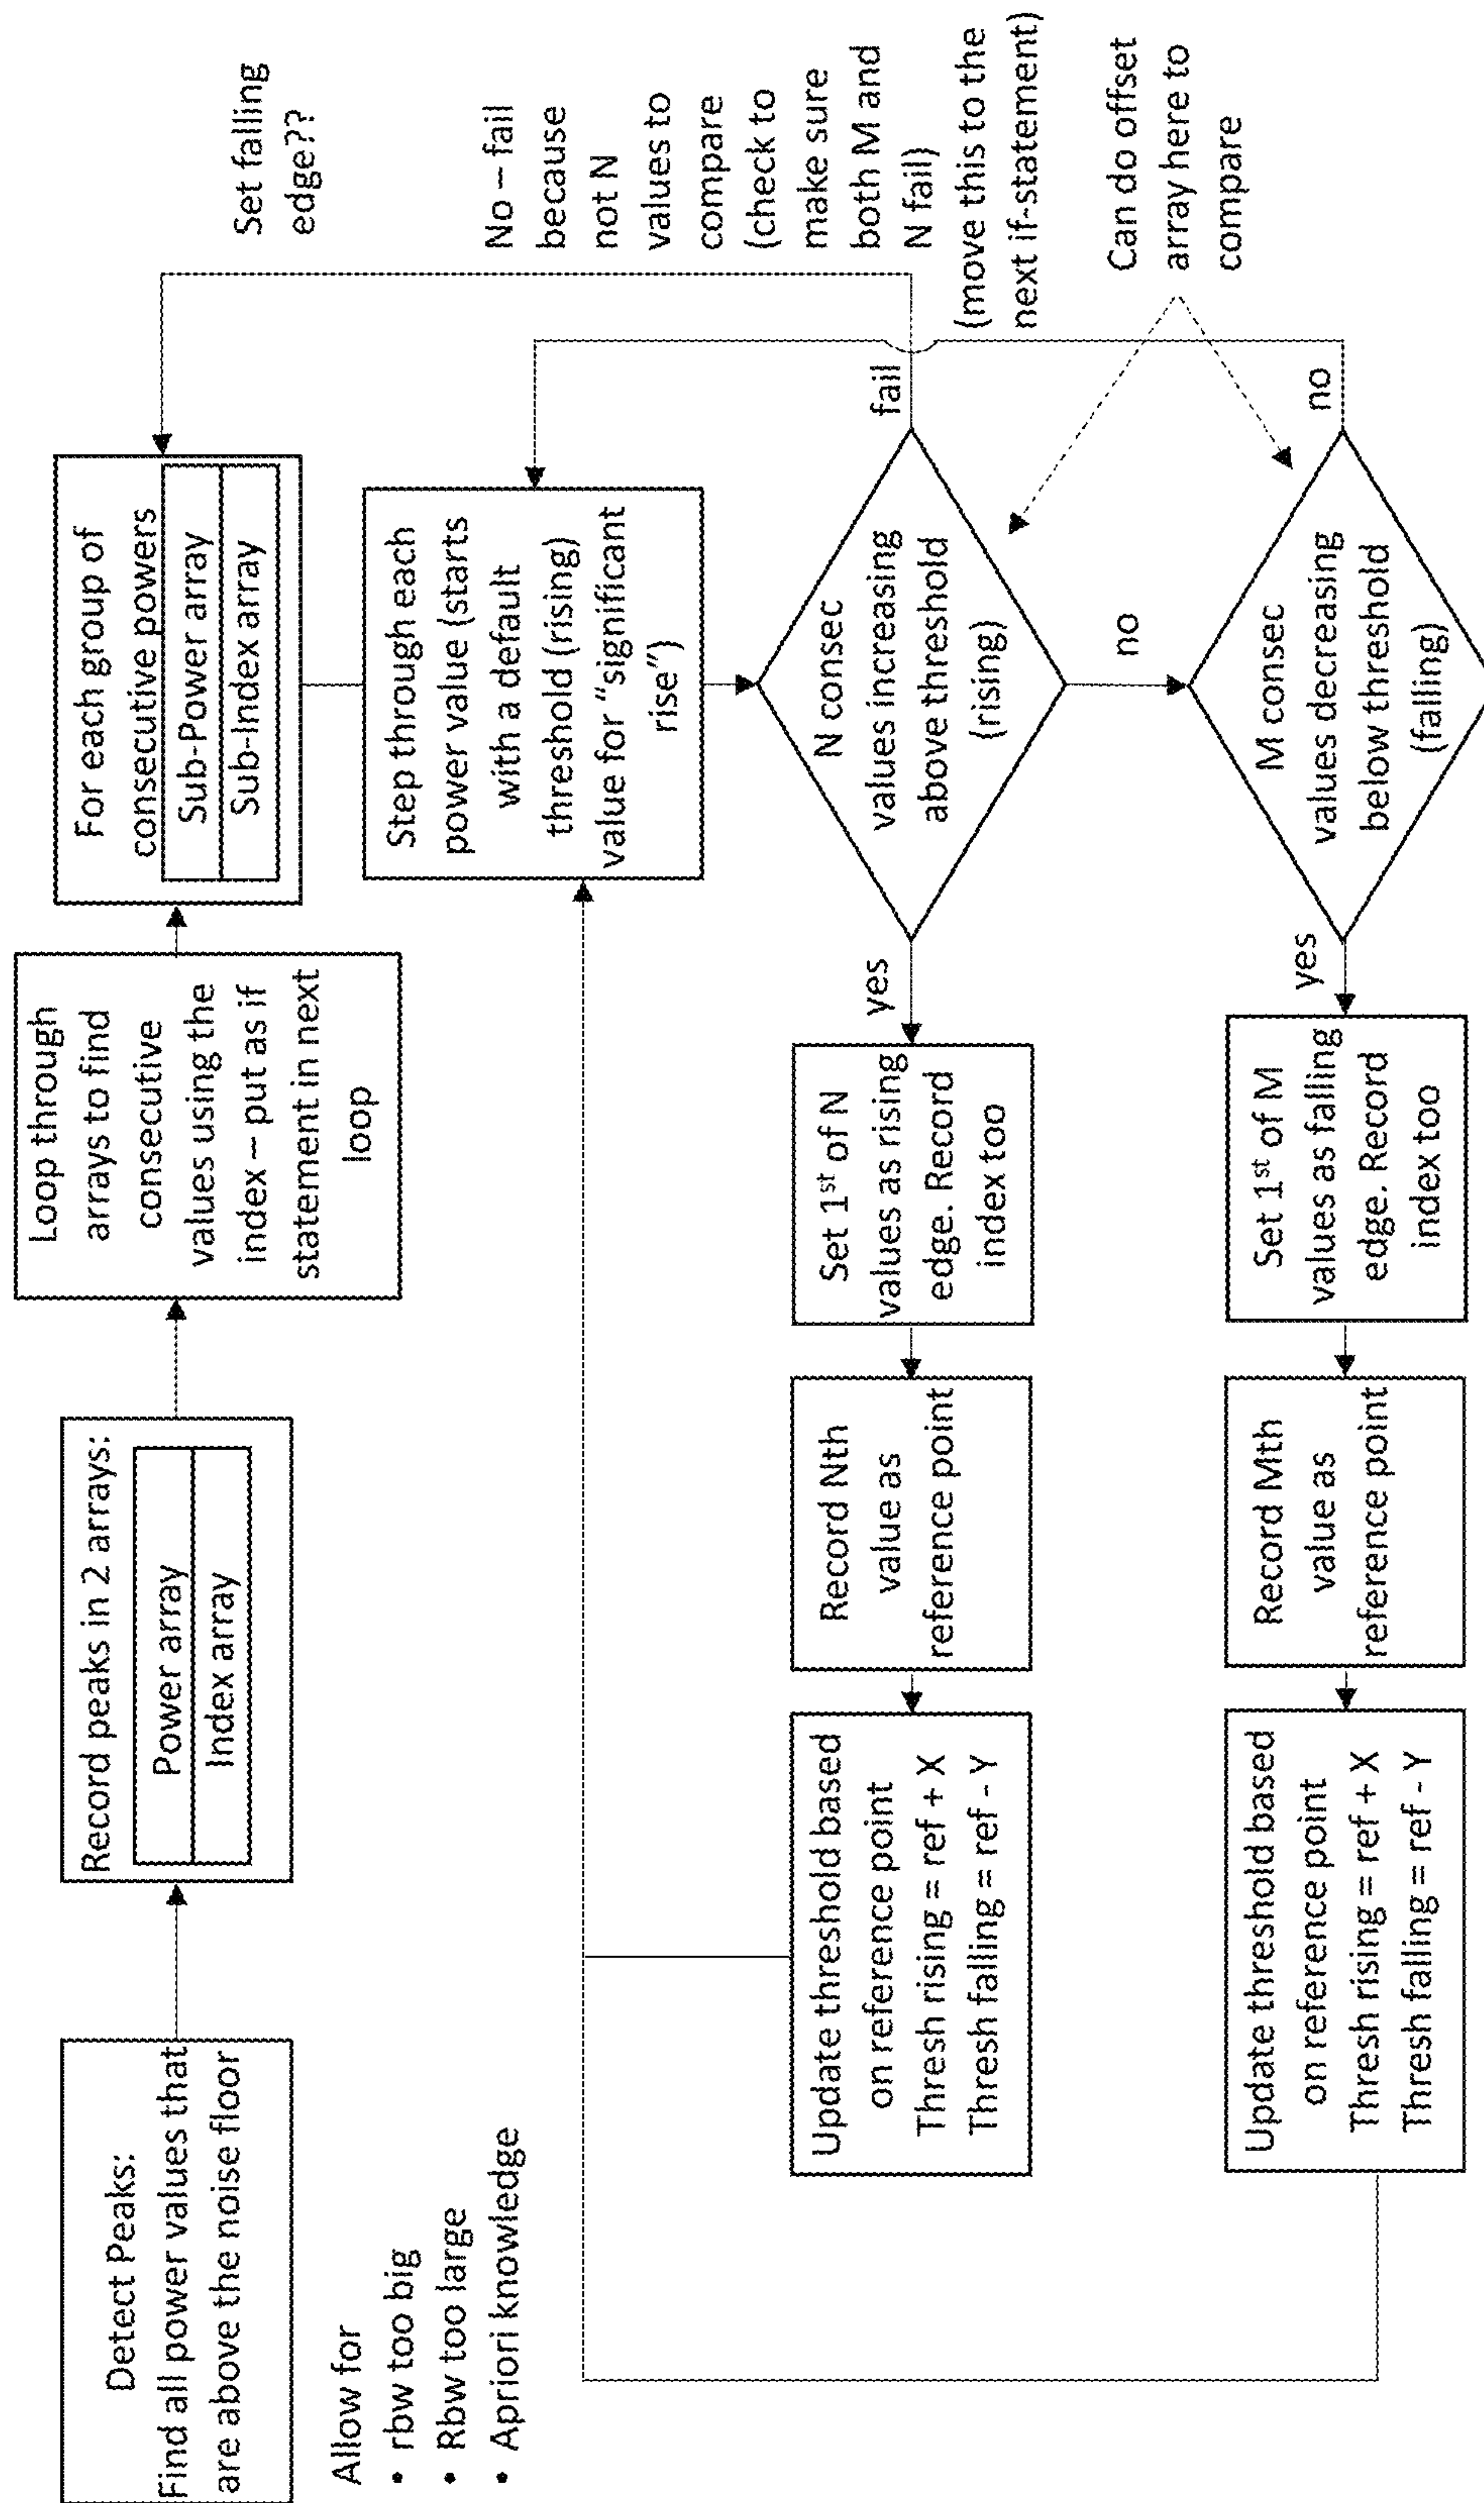 Detect Peaks:
Find all power values that
are above the noise floor
Allow for
• rbw too big
• Rbw too large
• Apriori knowledge
Record peaks in 2 arrays:
Power array
Index array
Loop through
arrays to find
consecutive
values using the
index – put as if
statement in next
loop
For each group of
consecutive powers
Sub-Power array
Sub-Index array
Set falling
edge??
Step through each
power value (starts
with a default
threshold (rising)
value for “significant
rise”)
No – fail
because
not N
values to
compare
(check to
make sure
both M and
N fail)
(move this to the
next if-statement)
N consec
values increasing
above threshold
(rising)
fail
yes
no
Can do offset
array here to
compare
Set 1st of N
values as rising
edge. Record
index too
Record Nth
value as
reference point
Update threshold based
on reference point
Thresh rising = ref + X
Thresh falling = ref - Y
M consec
values decreasing
below threshold
(falling)
no
yes
Set 1st of M
values as falling
edge. Record
index too
Record Mth
value as
reference point
Update threshold based
on reference point
Thresh rising = ref + X
Thresh falling = ref - Y